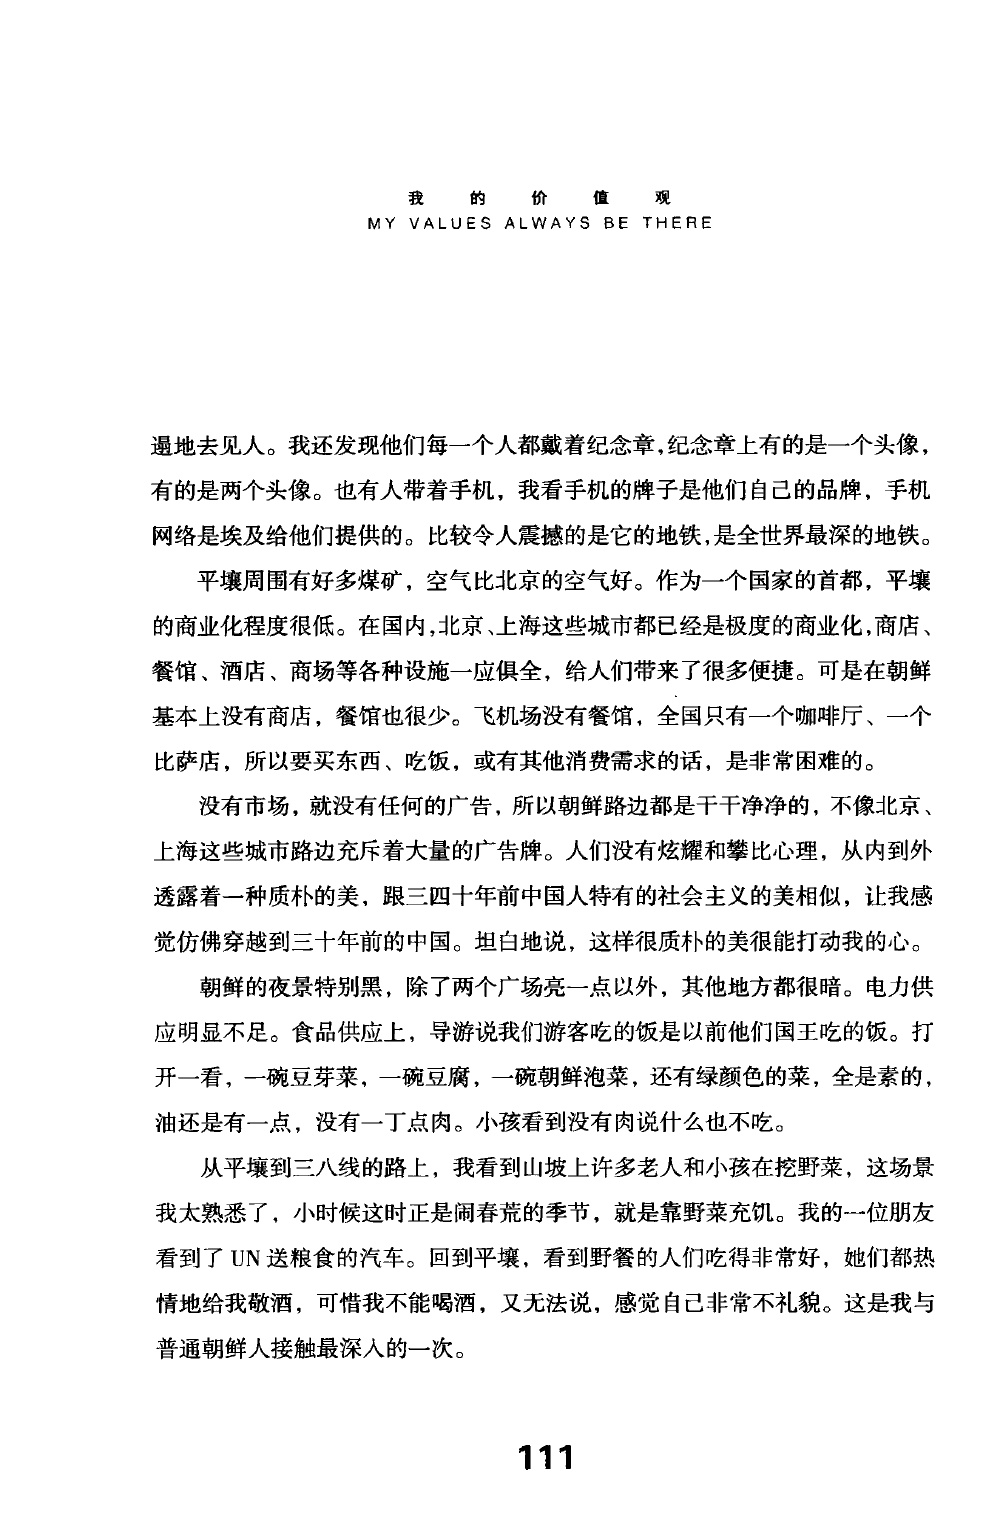 我的价值观
MY VALUES ALWAYS BE THERE
遢地去见人。我还发现他们每一个人都戴着纪念章，纪念章上有的是一个头像，
有的是两个头像。也有人带着手机，我看手机的牌子是他们自己的品牌，手机
网络是埃及给他们提供的。比较令人震撼的是它的地铁，是全世界最深的地铁。
平壤周围有好多煤矿，空气比北京的空气好。作为一个国家的首都，平壤
的商业化程度很低。在国内，北京、上海这些城市都已经是极度的商业化，商店、
餐馆、酒店、商场等各种设施一应俱全，给人们带来了很多便捷。可是在朝鲜
基本上没有商店，餐馆也很少。飞机场没有餐馆，全国只有一个咖啡厅、一个
比萨店，所以要买东西、吃饭，或有其他消费需求的话，是非常困难的。
没有市场，就没有任何的广告，所以朝鲜路边都是干干净净的，不像北京、
上海这些城市路边充斥着大量的广告牌。人们没有炫耀和攀比心理，从内到外
透露着一种质朴的美，跟三四十年前中国人特有的社会主义的美相似，让我感
觉仿佛穿越到三十年前的中国。坦白地说，这样很质朴的美很能打动我的心。
朝鲜的夜景特别黑，除了两个广场亮一点以外，其他地方都很暗。电力供
应明显不足。食品供应上，导游说我们游客吃的饭是以前他们国王吃的饭。打
开一看，一碗豆芽菜，一碗豆腐，一碗朝鲜泡菜，还有绿颜色的菜，全是素的，
油还是有一点，没有一丁点肉。小孩看到没有肉说什么也不吃。
从平壤到三八线的路上，我看到山坡上许多老人和小孩在挖野菜，这场景
我太熟悉了，小时候这时正是闹春荒的季节，就是靠野菜充饥。我的一位朋友
看到了 UN 送粮食的汽车。回到平壤，看到野餐的人们吃得非常好，她们都热
情地给我敬酒，可惜我不能喝酒，又无法说，感觉自己非常不礼貌。这是我与
普通朝鲜人接触最深入的一次。
111